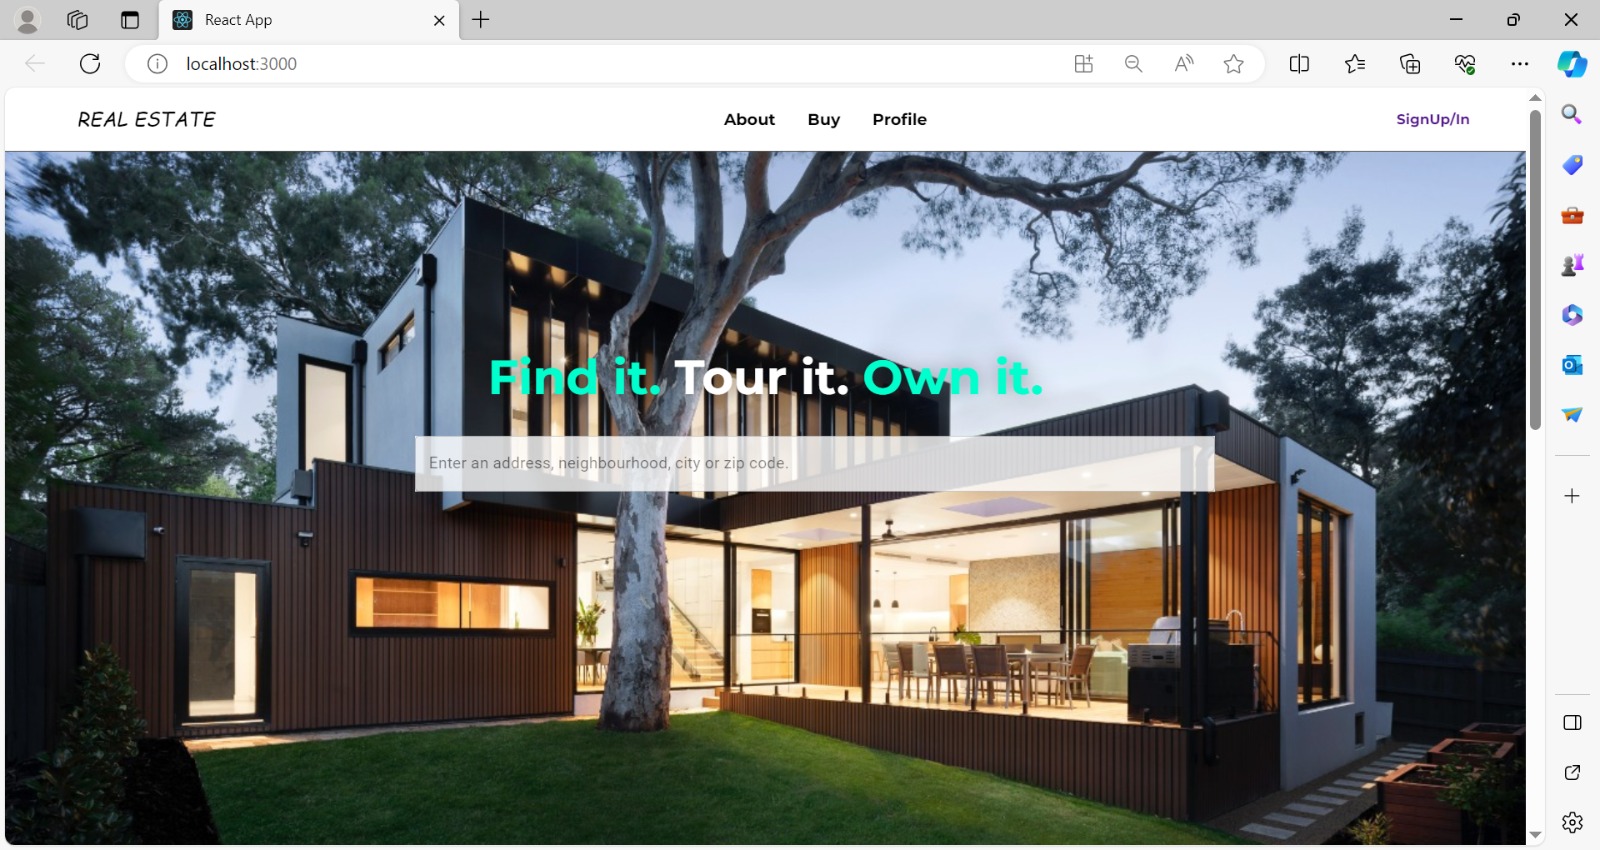 React App
localhost:3000
REAL ESTATE
About Buy Profile
SignUp/In
Find it. Tour it. Own it.
Enter an address, neighbourhood, city or zip code.